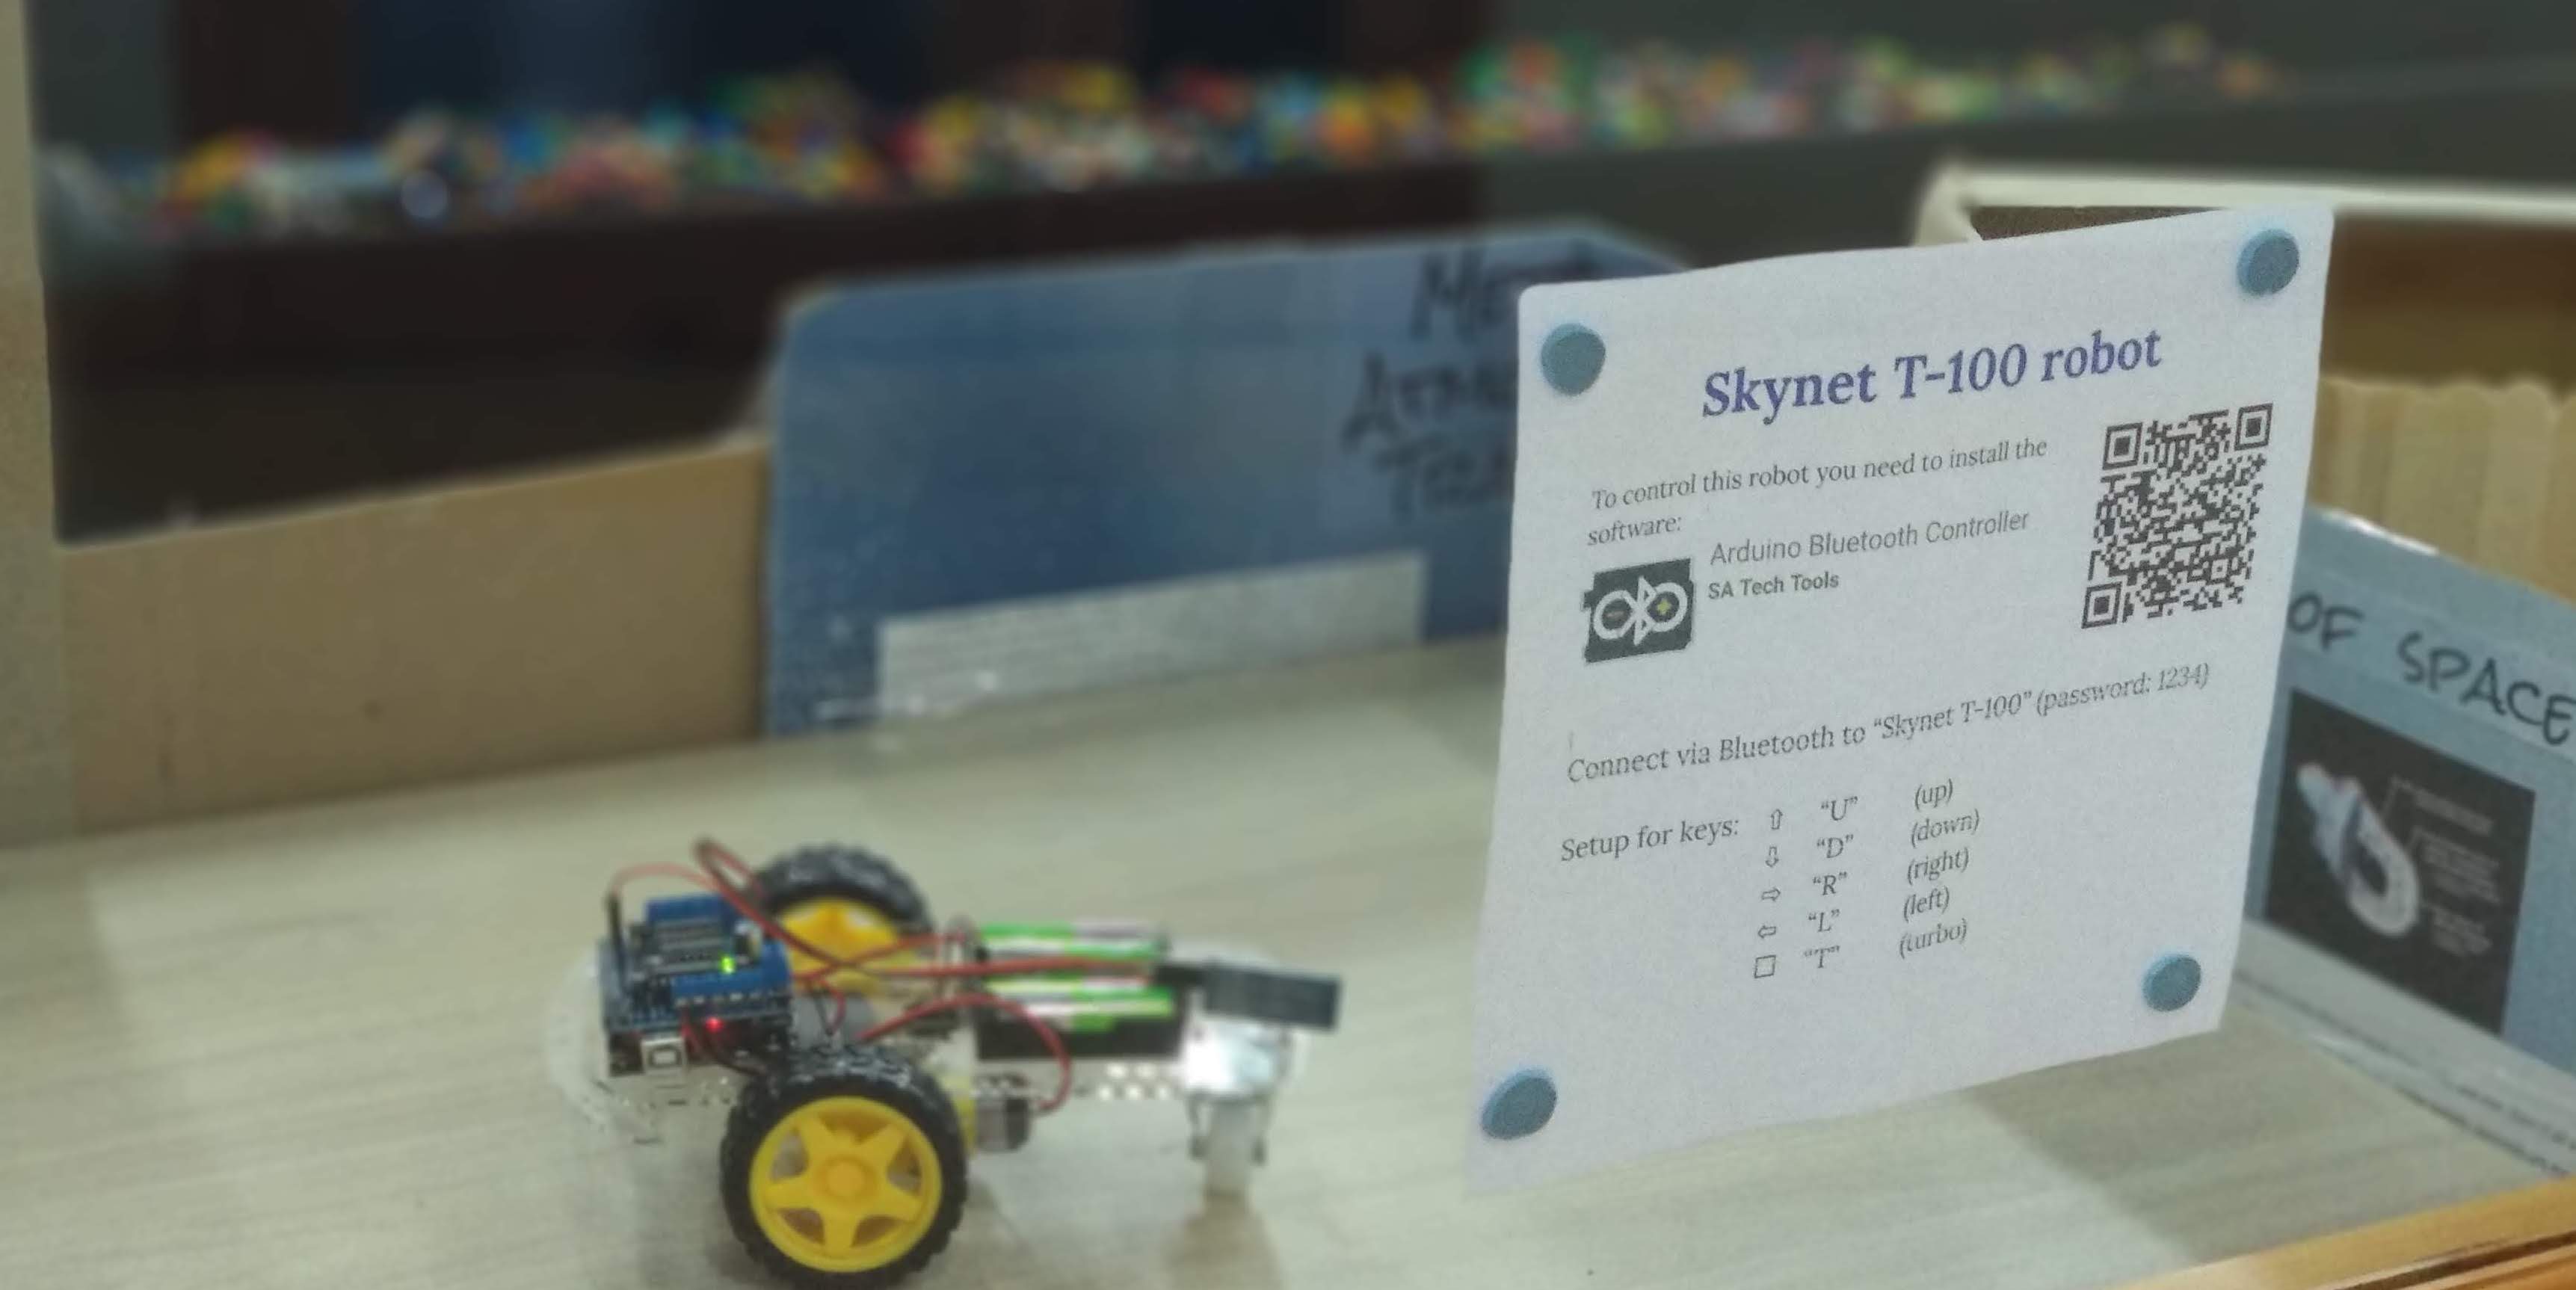 Skynet T-100 robot
To control this robot you need to install the
software:
Arduino Bluetooth Controller
SA Tech Tools
Connect via Bluetooth to “Skynet T-100” (password: 1234)
Setup for keys: ⇧ “U” (up)
⇩ “D” (down)
⇨ “R” (right)
⇦ “L” (left)
□ “T” (turbo)
OF SPACE